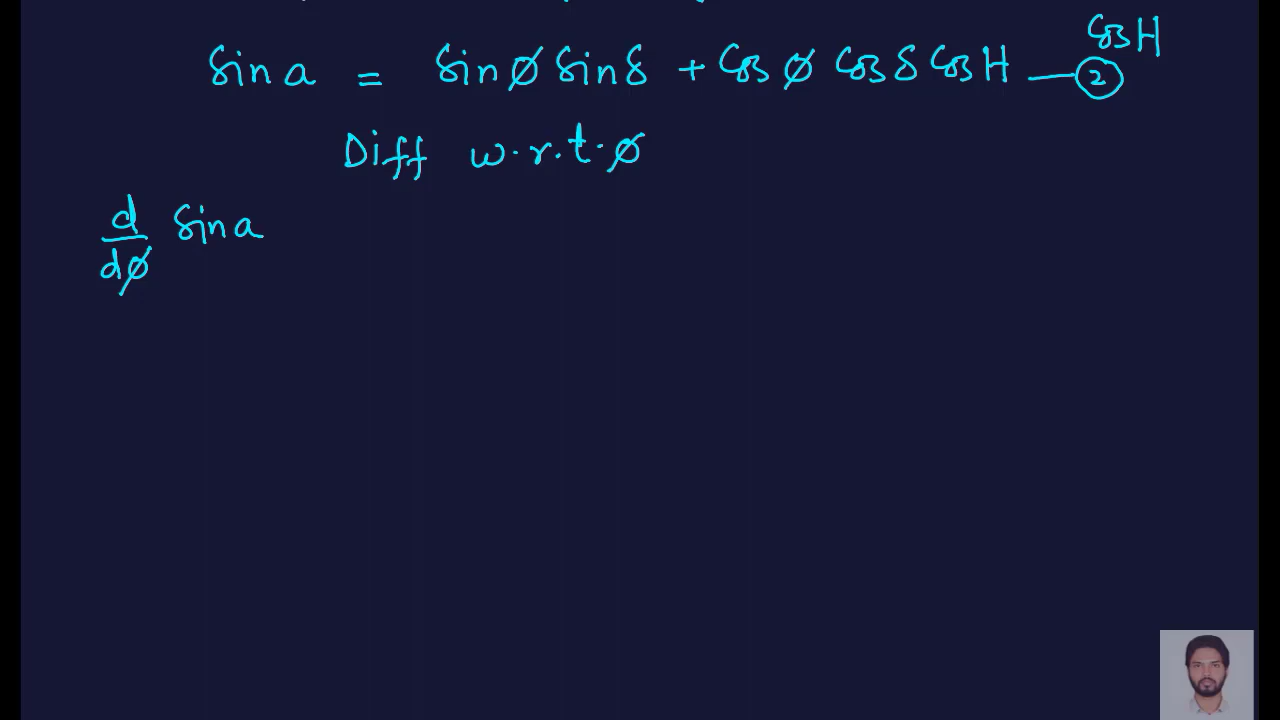 Cos H
Sin a = Sin φ Sin δ + Cos φ Cos δ Cos H — ②
Diff w.r.t. φ
d/dφ Sin a